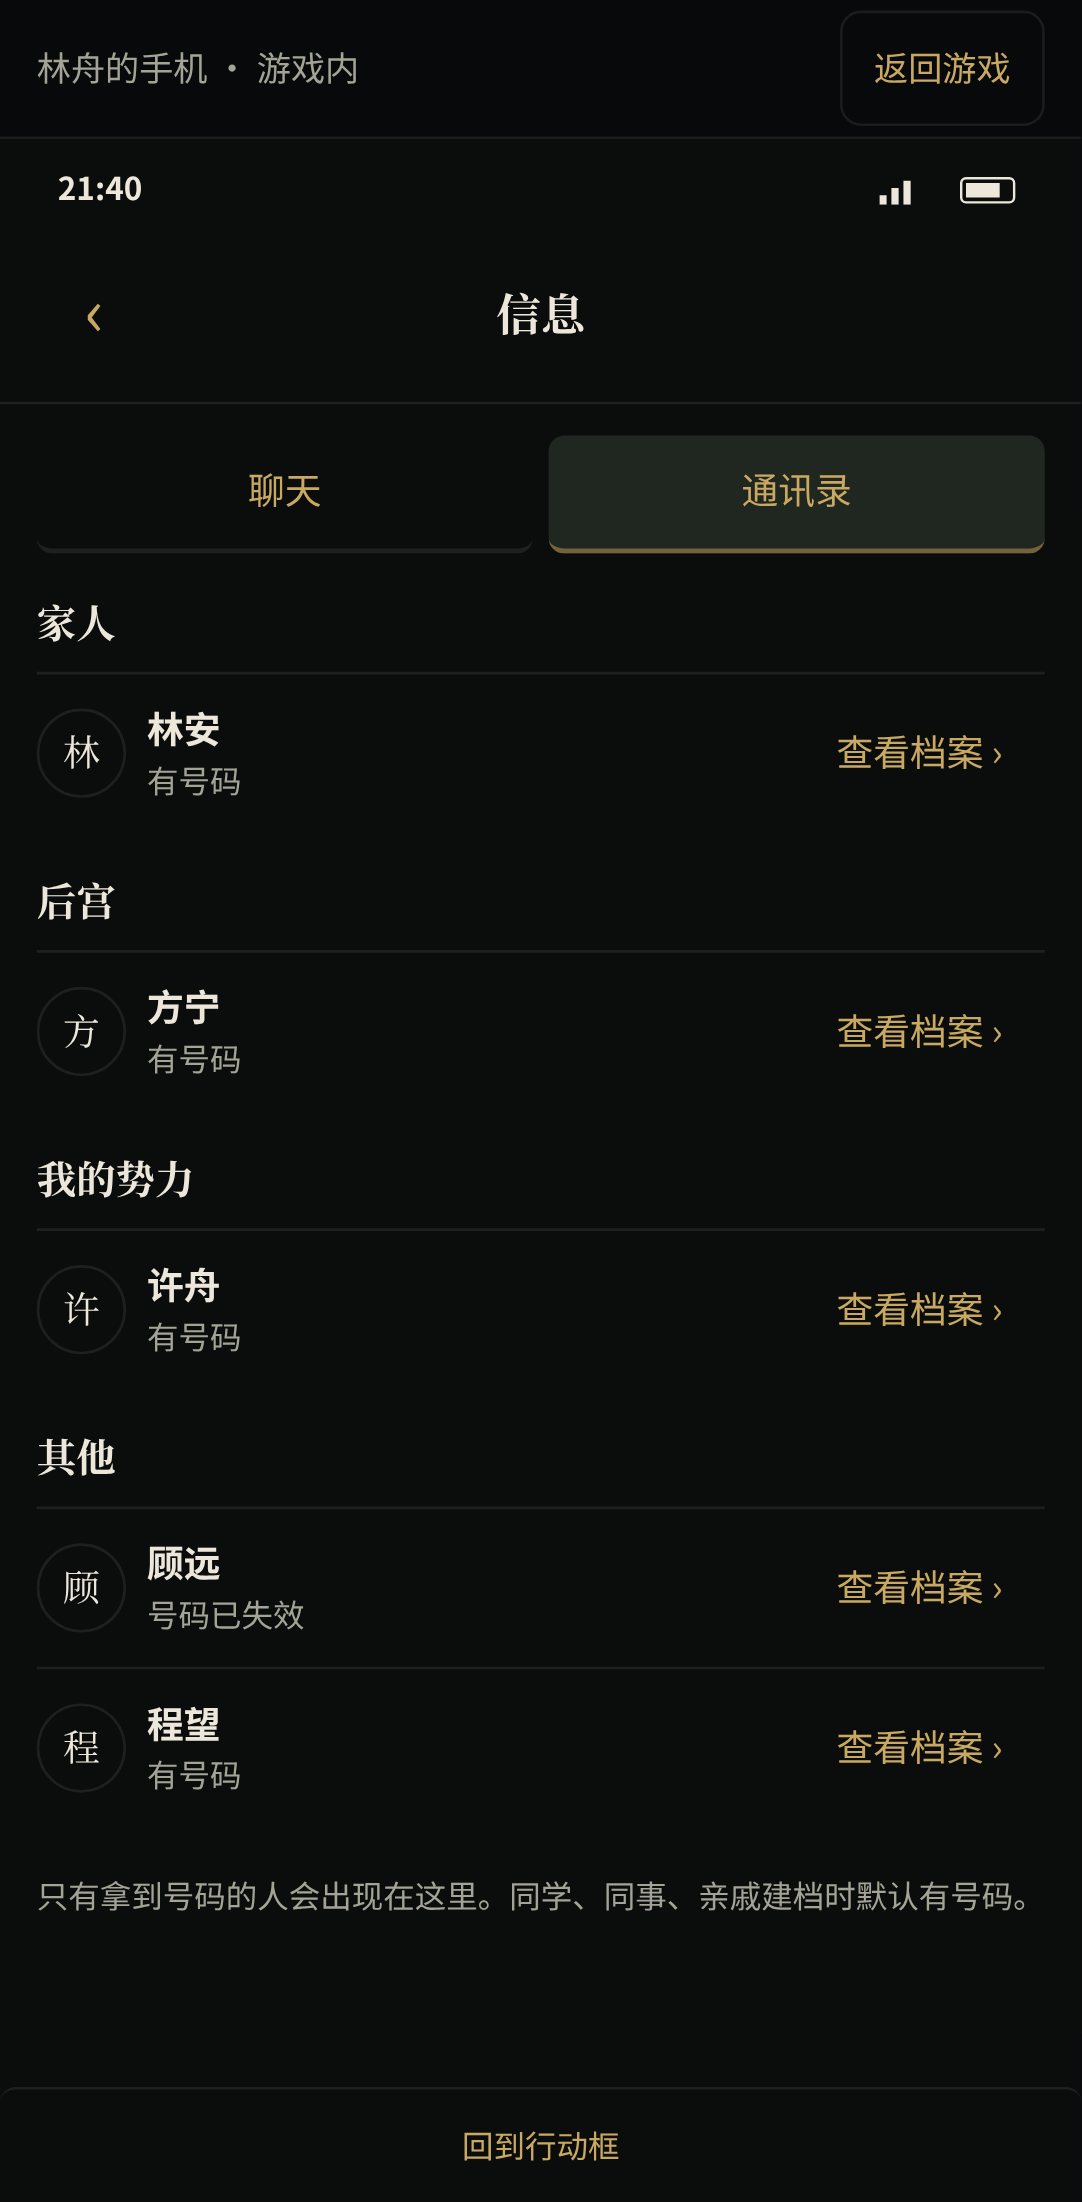 林舟的手机 · 游戏内
返回游戏
21:40
‹
信息
聊天
通讯录
家人
林
林安
有号码
查看档案 ›
后宫
方
方宁
有号码
查看档案 ›
我的势力
许
许舟
有号码
查看档案 ›
其他
顾
顾远
号码已失效
查看档案 ›
程
程望
有号码
查看档案 ›
只有拿到号码的人会出现在这里。同学、同事、亲戚建档时默认有号码。
回到行动框